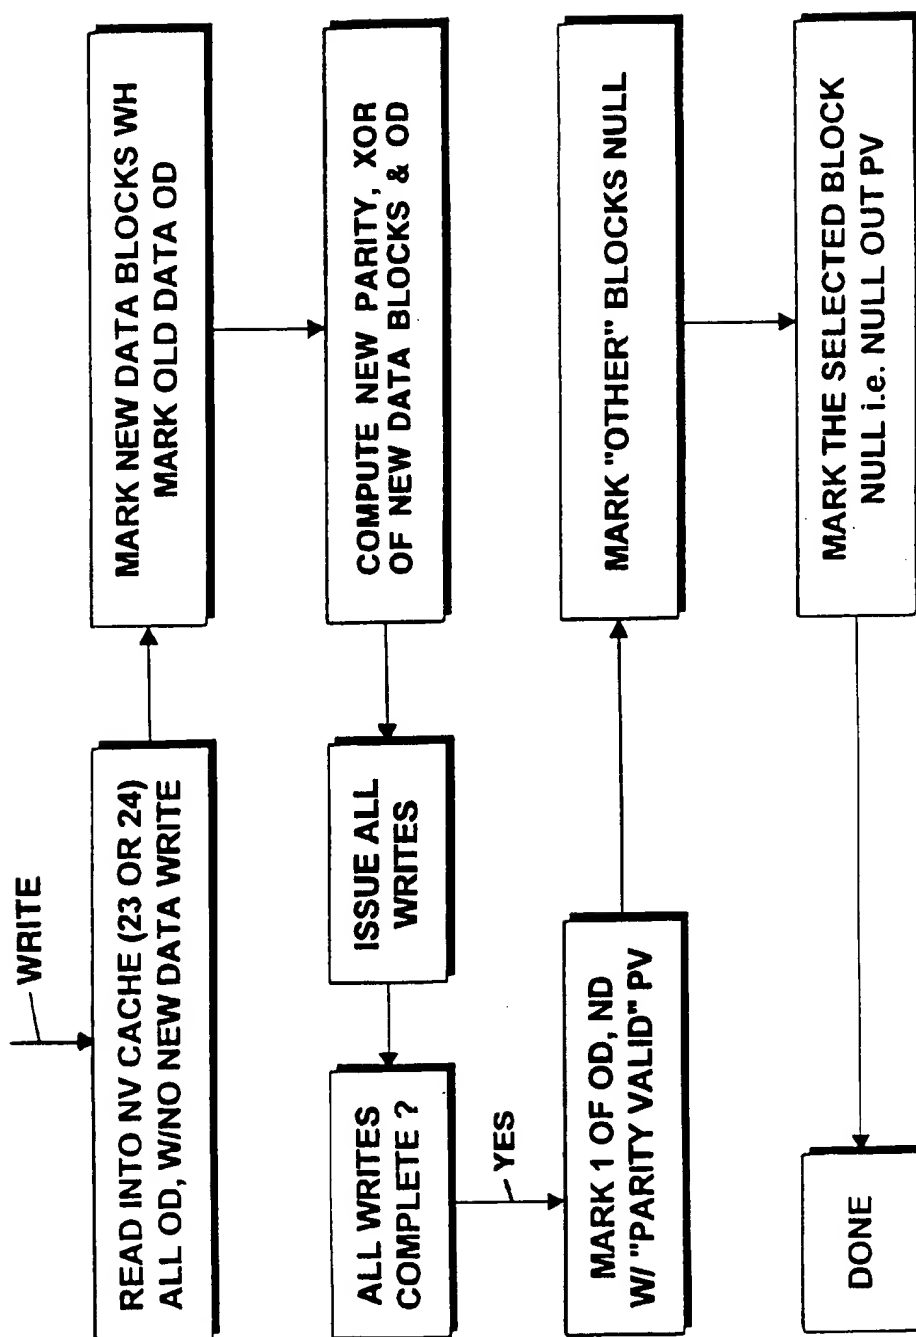 WRITE
READ INTO NV CACHE (23 OR 24)
ALL OD, W/NO NEW DATA WRITE
MARK NEW DATA BLOCKS WH
MARK OLD DATA OD
COMPUTE NEW PARITY, XOR
OF NEW DATA BLOCKS & OD
ISSUE ALL
WRITES
ALL WRITES
COMPLETE ?
YES
MARK 1 OF OD, ND
W/ "PARITY VALID" PV
MARK "OTHER" BLOCKS NULL
MARK THE SELECTED BLOCK
NULL i.e. NULL OUT PV
DONE